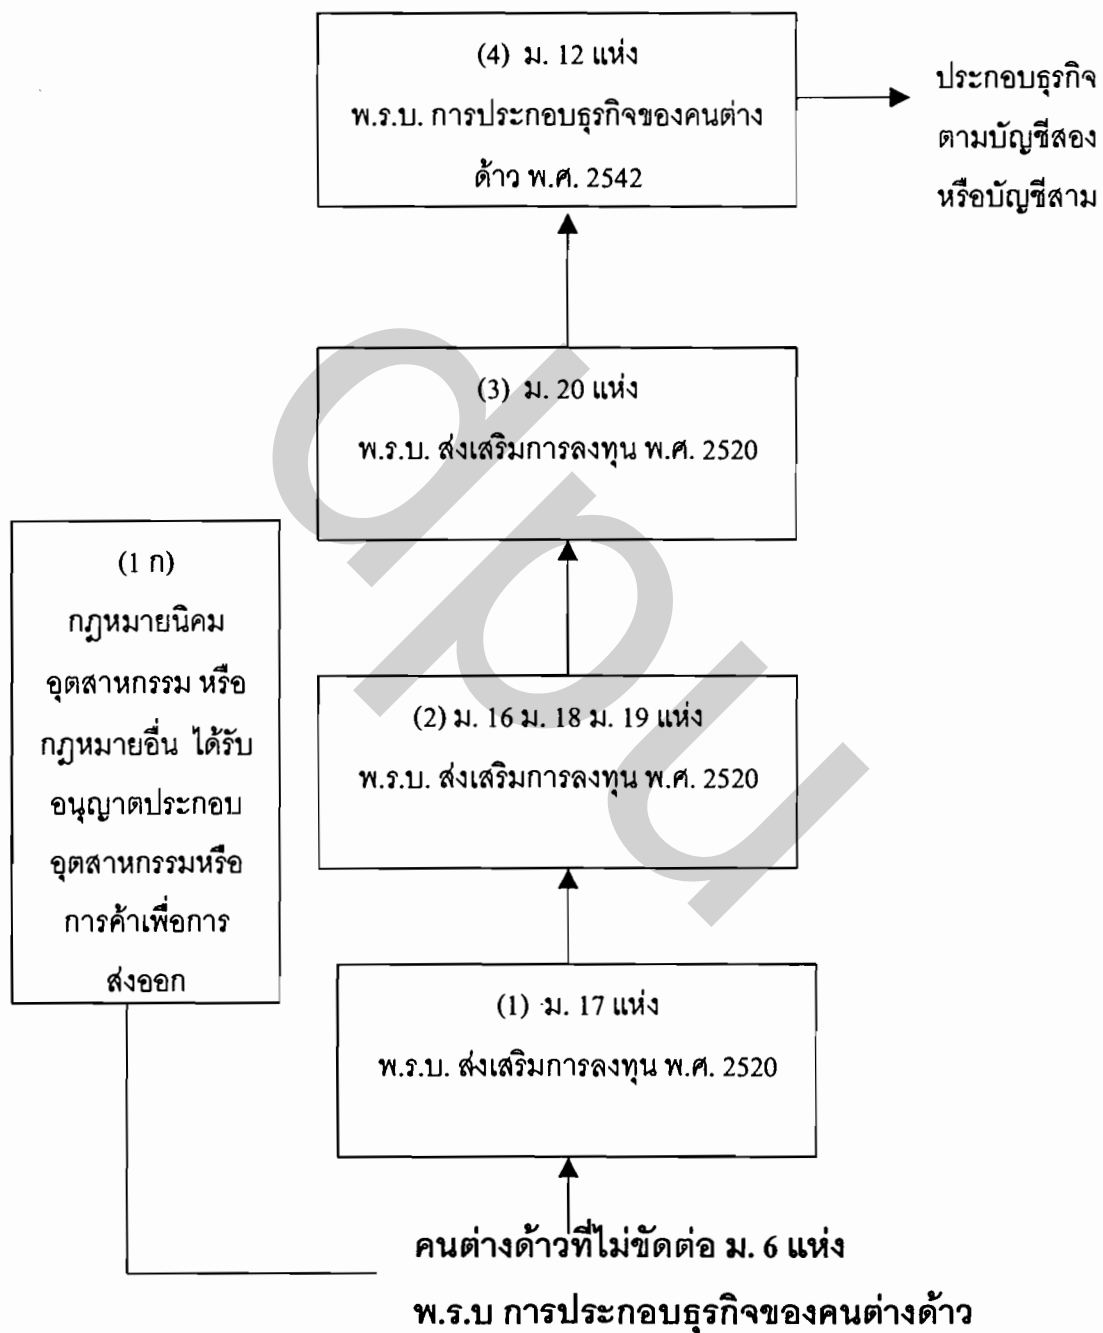 (4) ม. 12 แห่ง
พ.ร.บ. การประกอบธุรกิจของคนต่าง
ด้าว พ.ศ. 2542
ประกอบธุรกิจ
ตามบัญชีสอง
หรือบัญชีสาม
(3) ม. 20 แห่ง
พ.ร.บ. ส่งเสริมการลงทุน พ.ศ. 2520
(1 ก)
กฎหมายนิคม
อุตสาหกรรม หรือ
กฎหมายอื่น ได้รับ
อนุญาตประกอบ
อุตสาหกรรมหรือ
การค้าเพื่อการ
ส่งออก
(2) ม. 16 ม. 18 ม. 19 แห่ง
พ.ร.บ. ส่งเสริมการลงทุน พ.ศ. 2520
(1) ม. 17 แห่ง
พ.ร.บ. ส่งเสริมการลงทุน พ.ศ. 2520
คนต่างด้าวที่ไม่ขัดต่อ ม. 6 แห่ง
พ.ร.บ การประกอบธุรกิจของคนต่างด้าว
dpu